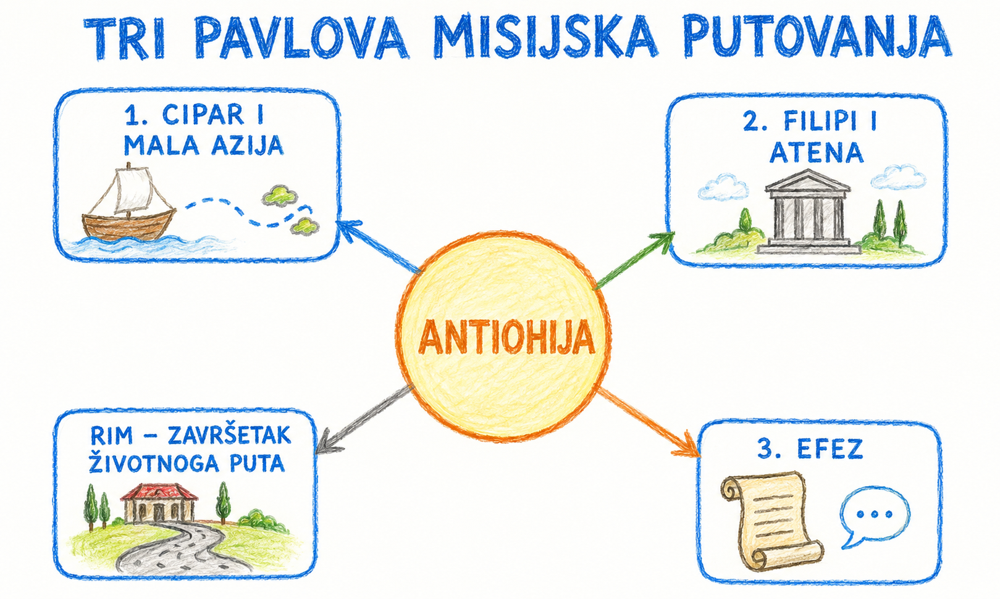 TRI PAVLOVA MISIJSKA PUTOVANJA
1. CIPAR I
MALA AZIJA
2. FILIPI I
ATENA
ANTIOHIJA
RIM – ZAVRŠETAK
ŽIVOTNOGA PUTA
3. EFEZ